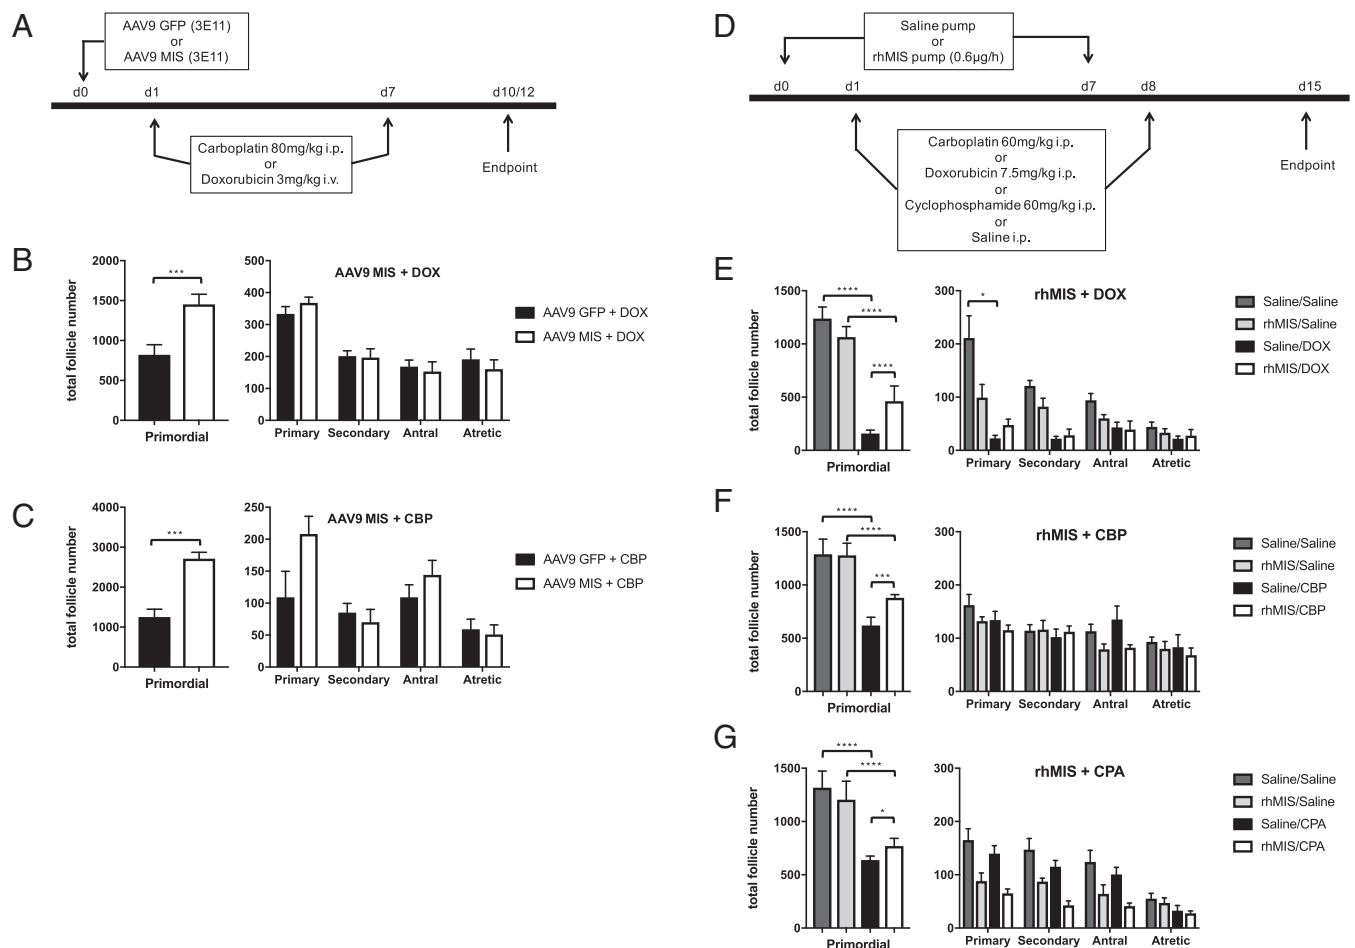 A
AAV9 GFP (3E11)
or
AAV9 MIS (3E11)
d0
d1
d7
d10/12
Carboplatin 80mg/kg i.p.
or
Doxorubicin 3mg/kg i.v.
Endpoint
B
total follicle number
2000
1500
1000
500
0
***
Primordial
500
400
300
200
100
0
AAV9 MIS + DOX
Primary
Secondary
Antral
Atretic
AAV9 GFP + DOX
AAV9 MIS + DOX
C
total follicle number
4000
3000
2000
1000
0
***
Primordial
250
200
150
100
50
0
AAV9 MIS + CBP
Primary
Secondary
Antral
Atretic
AAV9 GFP + CBP
AAV9 MIS + CBP
D
Saline pump
or
rhMIS pump (0.6µg/h)
d0
d1
d7
d8
d15
Carboplatin 60mg/kg i.p.
or
Doxorubicin 7.5mg/kg i.p.
or
Cyclophosphamide 60mg/kg i.p.
or
Saline i.p.
Endpoint
E
total follicle number
1500
1000
500
0
****
****
****
Primordial
300
200
100
0
*
rhMIS + DOX
Primary
Secondary
Antral
Atretic
Saline/Saline
rhMIS/Saline
Saline/DOX
rhMIS/DOX
F
total follicle number
1500
1000
500
0
****
****
***
Primordial
300
200
100
0
rhMIS + CBP
Primary
Secondary
Antral
Atretic
Saline/Saline
rhMIS/Saline
Saline/CBP
rhMIS/CBP
G
total follicle number
1500
1000
500
0
****
****
*
Primordial
300
200
100
0
rhMIS + CPA
Primary
Secondary
Antral
Atretic
Saline/Saline
rhMIS/Saline
Saline/CPA
rhMIS/CPA